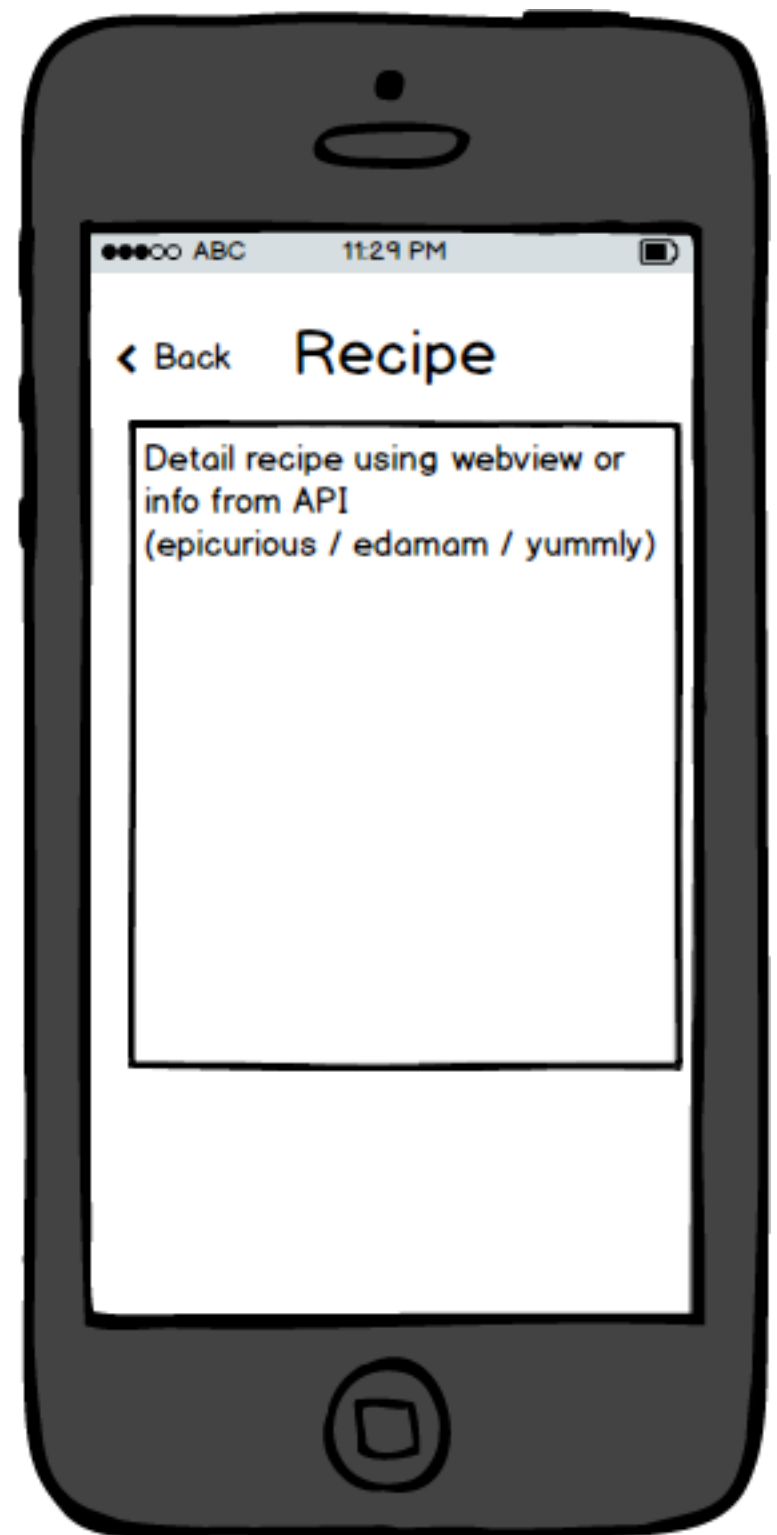 ABC 11:29 PM
Back Recipe
Detail recipe using webview or
info from API
(epicurious / edamam / yummly)